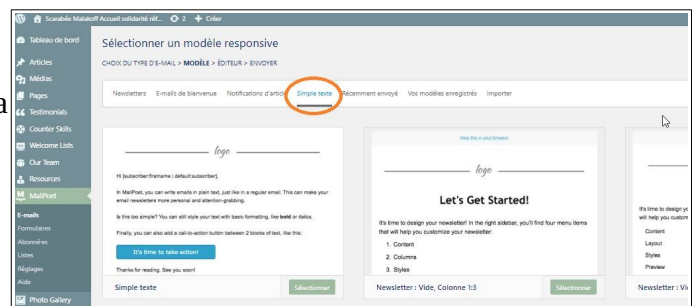 Scarabée Malakoff Accueil solidarité réf... 2 + Créer
Tableau de bord
Articles
Médias
Pages
Testimonials
Counter Skills
Welcome Lists
Our Team
Resources
MailPoet
E-mails
Formulaires
Abonné·es
Listes
Réglages
Aide
Photo Gallery
a
Sélectionner un modèle responsive
CHOIX DU TYPE D'E-MAIL > MODÈLE > ÉDITEUR > ENVOYER
Newsletters E-mails de bienvenue Notifications d'article Simple texte Récemment envoyé Vos modèles enregistrés Importer
logo
Hi [subscriber:firstname | default:subscriber],
In MailPoet, you can write emails in plain text, just like in a regular email. This can make your
email newsletters more personal and attention-grabbing.
Is this too simple? You can still style your text with basic formatting, like bold or italics.
Finally, you can also add a call-to-action button between 2 blocks of text, like this:
It's time to take action!
Thanks for reading. See you soon!
Simple texte Sélectionner
View this in your browser.
logo
Let's Get Started!
It's time to design your newsletter! In the right sidebar, you'll find four menu items
that will help you customize your newsletter:
1. Content
2. Columns
3. Styles
Newsletter : Vide, Colonne 1:3 Sélectionner
It's time to design yo
will help you custom
Content
Layout
Styles
Preview
Newsletter : Vi